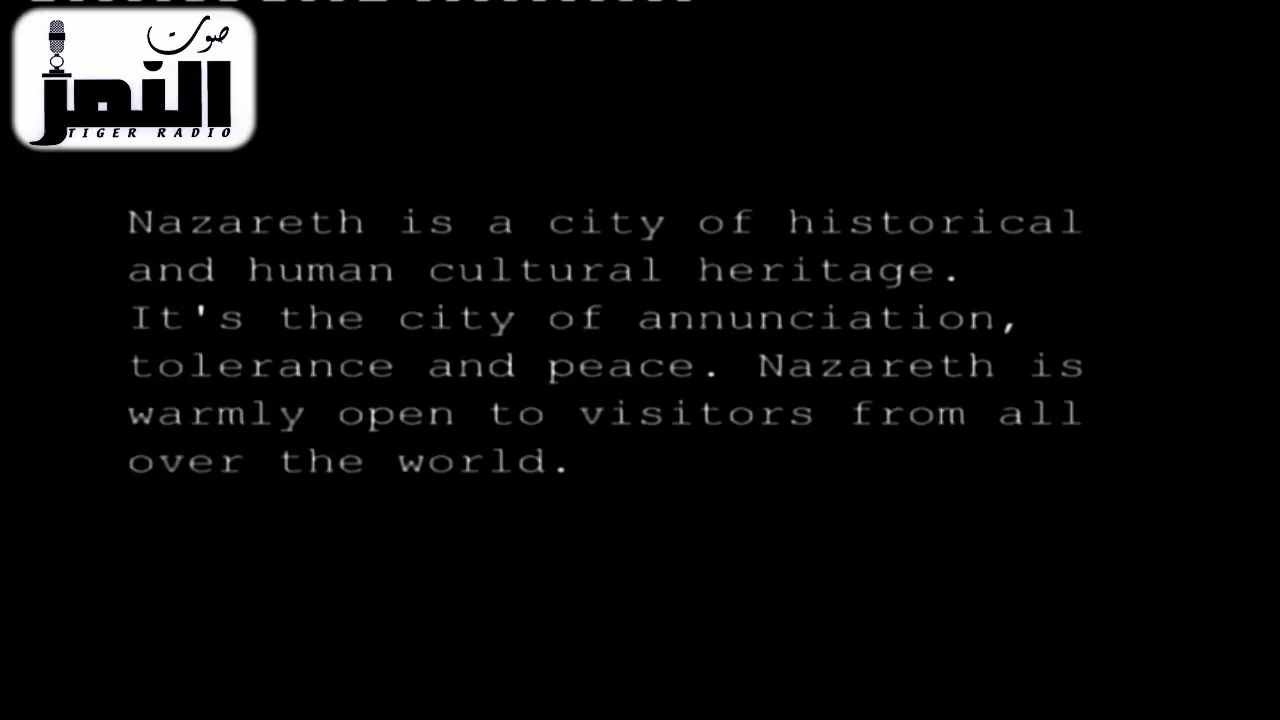 صوت
النمر
TIGER RADIO
Nazareth is a city of historical
and human cultural heritage.
It's the city of annunciation,
tolerance and peace. Nazareth is
warmly open to visitors from all
over the world.